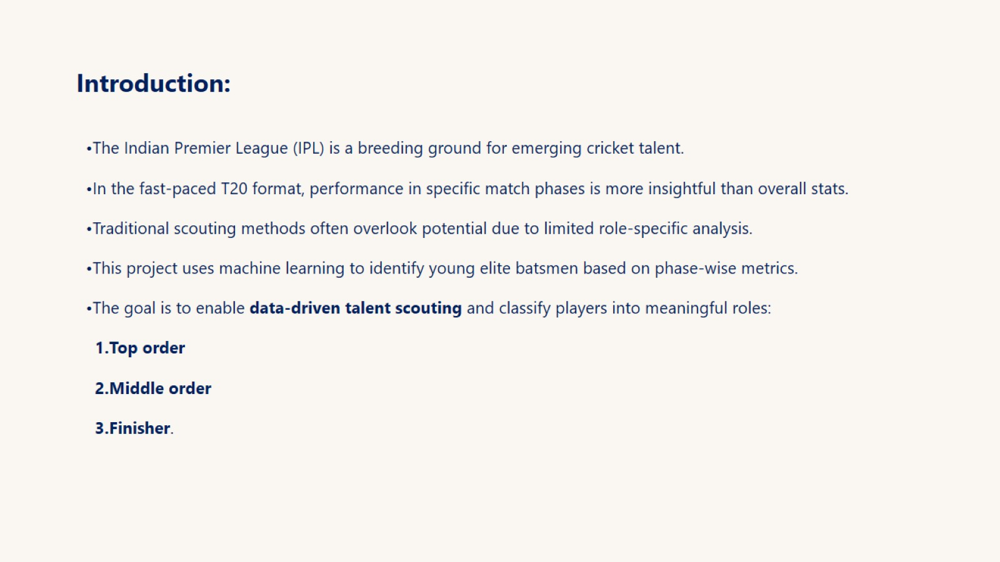 Introduction:
•The Indian Premier League (IPL) is a breeding ground for emerging cricket talent.
•In the fast-paced T20 format, performance in specific match phases is more insightful than overall stats.
•Traditional scouting methods often overlook potential due to limited role-specific analysis.
•This project uses machine learning to identify young elite batsmen based on phase-wise metrics.
•The goal is to enable data-driven talent scouting and classify players into meaningful roles:
1.Top order
2.Middle order
3.Finisher.